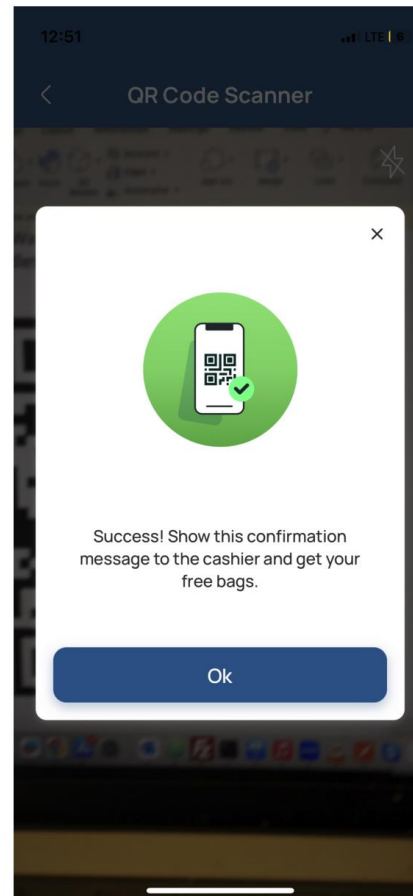 12:51
LTE 6
QR Code Scanner
Success! Show this confirmation
message to the cashier and get your
free bags.
Ok